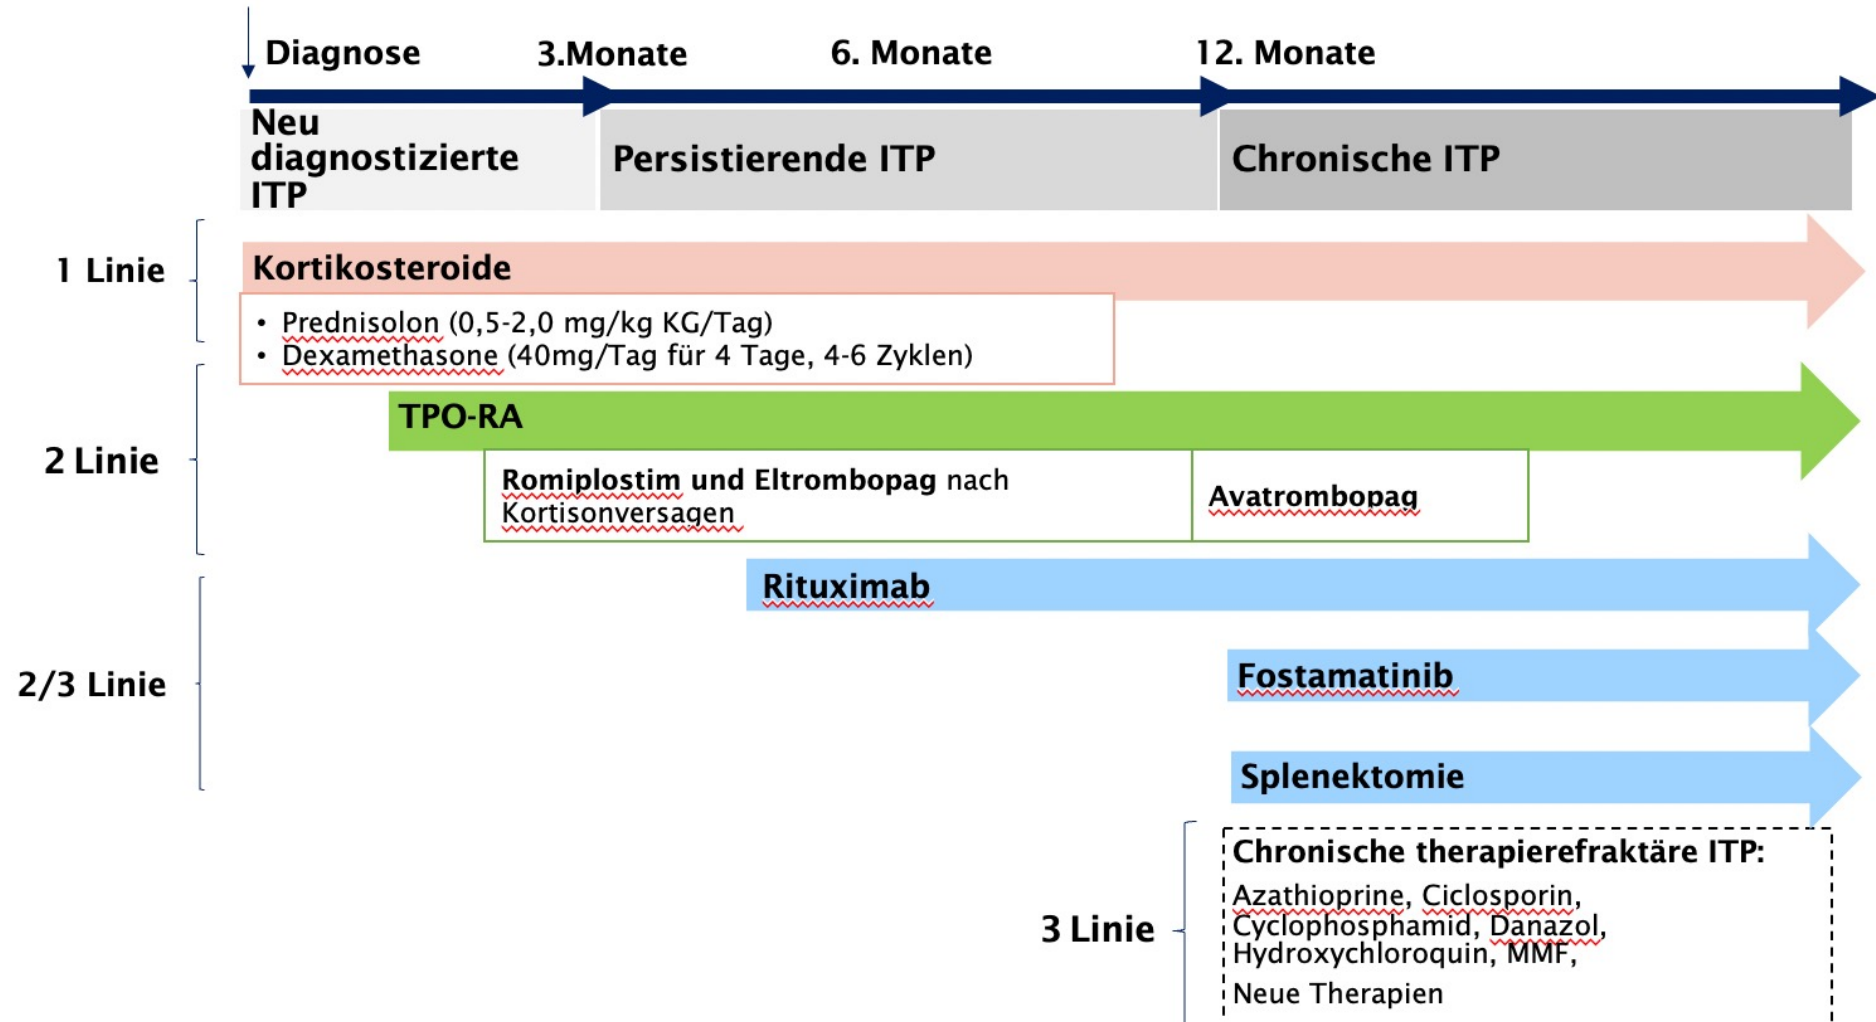 Diagnose
3.Monate
6. Monate
12. Monate
Neu
diagnostizierte
ITP
Persistierende ITP
Chronische ITP
1 Linie
Kortikosteroide
• Prednisolon (0,5-2,0 mg/kg KG/Tag)
• Dexamethasone (40mg/Tag für 4 Tage, 4-6 Zyklen)
2 Linie
TPO-RA
Romiplostim und Eltrombopag nach
Kortisonversagen
Avatrombopag
2/3 Linie
Rituximab
Fostamatinib
Splenektomie
3 Linie
Chronische therapierefraktäre ITP:
Azathioprine, Ciclosporin,
Cyclophosphamid, Danazol,
Hydroxychloroquin, MMF,
Neue Therapien